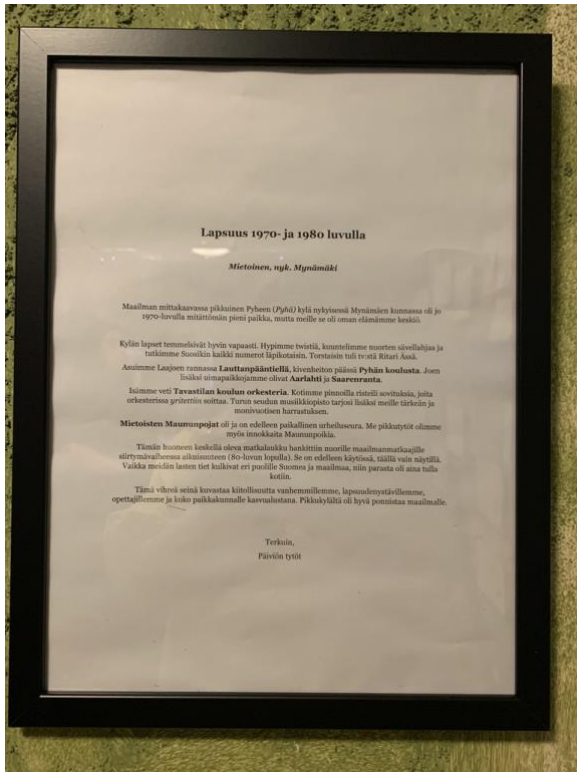 Lapsuus 1970- ja 1980 luvulla
Mietoinen, nyk. Mynämäki
Maailman mittakaavassa pikkuinen Pyheen (Pyhä) kylä nykyisessä Mynämäen kunnassa oli jo
1970-luvulla mitättömän pieni paikka, mutta meille se oli oman elämämme keskiö.
Kylän lapset temmelsivät hyvin vapaasti. Hypimme twistiä, kuuntelimme nuorten sävellahjaa ja
tutkimme Suosikin kaikki numerot läpikotaisin. Torstaisin tuli tv:stä Ritari Ässä.
Asuimme Laajoen rannassa Lauttapääntiellä, kivenheiton päässä Pyhän koulusta. Joen
lisäksi uimapaikkojamme olivat Aarlahti ja Saarenranta.
Isämme veti Tavastilan koulun orkesteria. Kotimme pinnoilla risteili sovituksia, joita
orkesterissa yritettiin soittaa. Turun seudun musiikkiopisto tarjosi lisäksi meille tärkeän ja
monivuotisen harrastuksen.
Mietoisten Maununpojat oli ja on edelleen paikallinen urheiluseura. Me pikkutytöt olimme
myös innokkaita Maununpoikia.
Tämän huoneen keskellä oleva matkalaukku hankittiin nuorille maailmanmatkaajille
siirtymävaiheessa aikuisuuteen (80-luvun lopulla). Se on edelleen käytössä, täällä vain näytillä.
Vaikka meidän lasten tiet kulkivat eri puolille Suomea ja maailmaa, niin parasta oli aina tulla
kotiin.
Tämä vihreä seinä kuvastaa kiitollisuutta vanhemmillemme, lapsuudenystävillemme,
opettajillemme ja koko paikkakunnalle kasvualustana. Pikkukylältä oli hyvä ponnistaa maailmalle.
Terkuin,
Päiviön tytöt